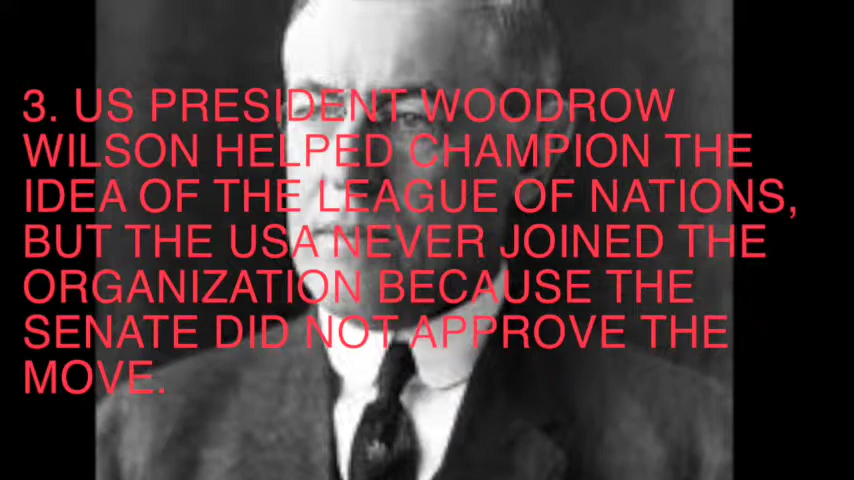 3. US PRESIDENT WOODROW
WILSON HELPED CHAMPION THE
IDEA OF THE LEAGUE OF NATIONS,
BUT THE USA NEVER JOINED THE
ORGANIZATION BECAUSE THE
SENATE DID NOT APPROVE THE
MOVE.